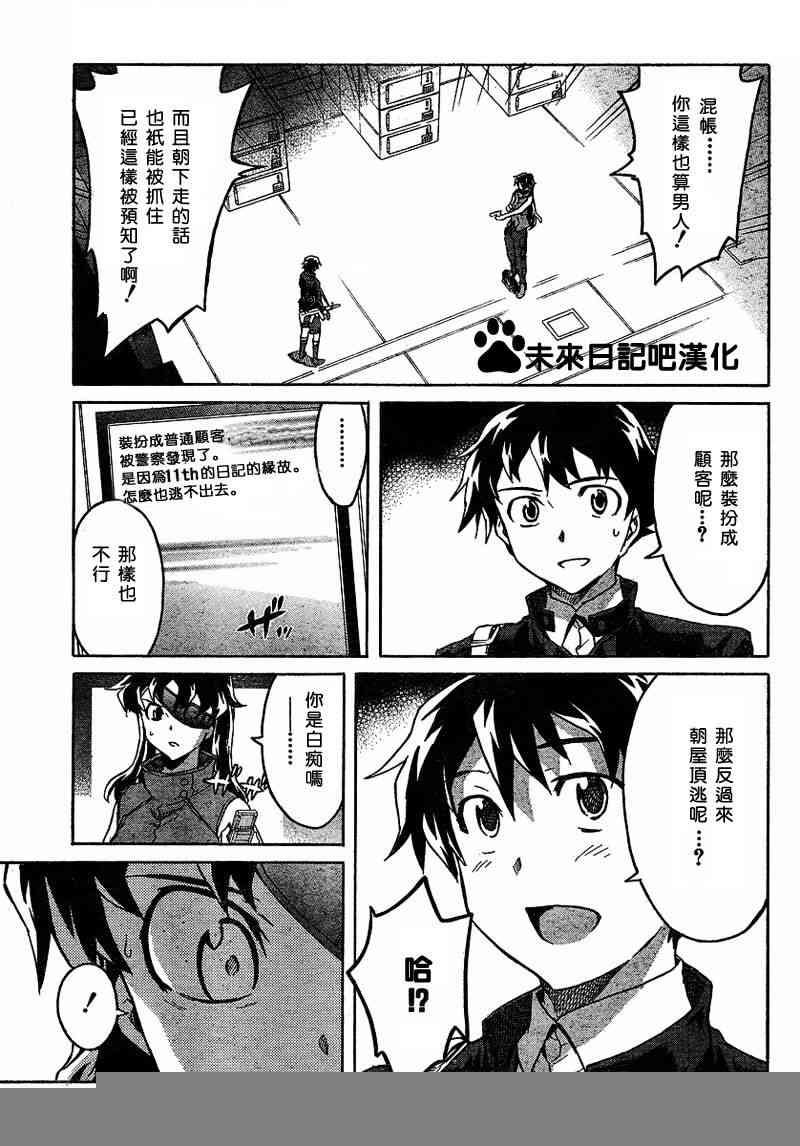 混帳……
你這樣也算男人！
而且朝下走的話
也衹能被抓住
已經這樣被預知了啊！
未來日記吧漢化
那麼裝扮成
顧客呢……？
……
裝扮成普通顧客，
被警察發現了。
是因爲11th的日記的緣故。
怎麼也逃不出去。
那樣也
不行
ザザ
那麼反過來
朝屋頂逃呢……？
哈!?
你是白痴嗎
…………
！